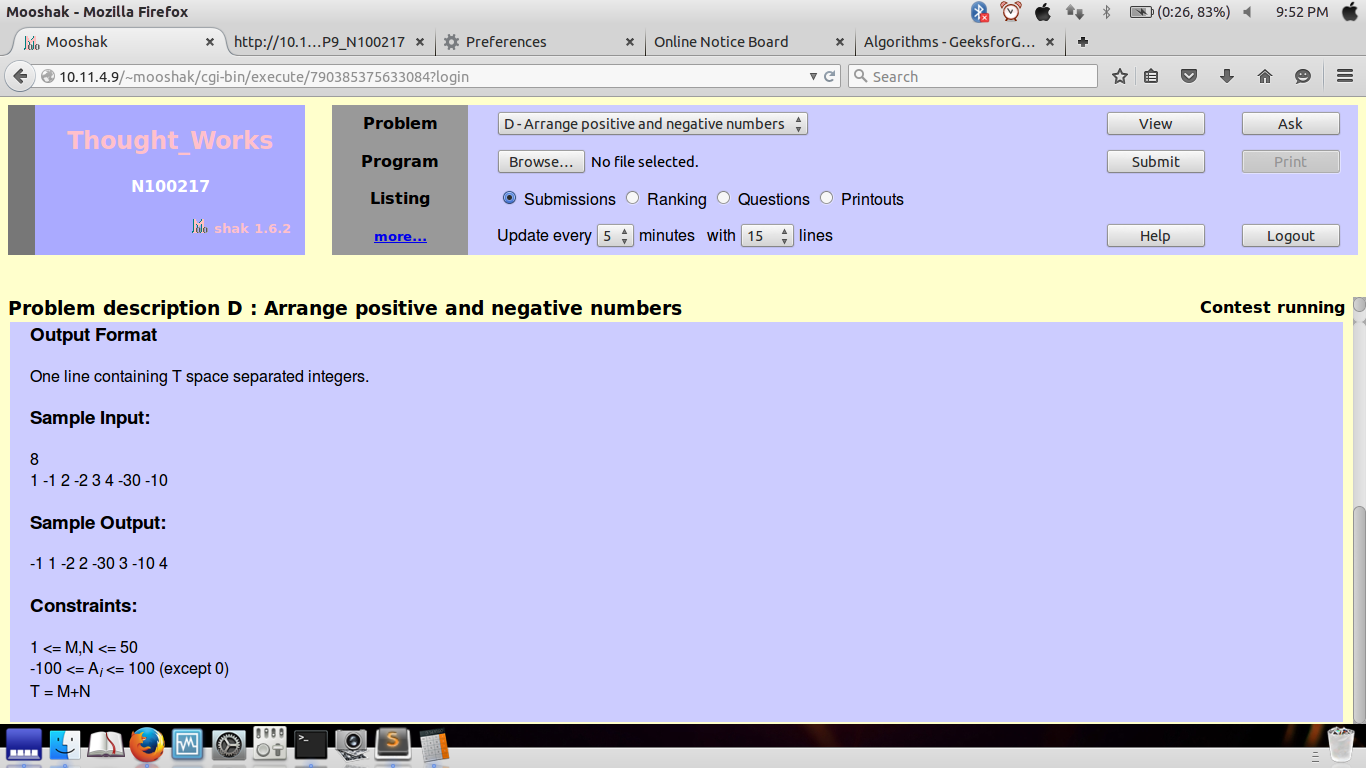 Mooshak - Mozilla Firefox
(0:26, 83%) 9:52 PM
Mooshak × http://10.1...P9_N100217 × Preferences × Online Notice Board × Algorithms - GeeksforG... ×
10.11.4.9/~mooshak/cgi-bin/execute/790385375633084?login
Search
Thought_Works
N100217
shak 1.6.2
Problem D - Arrange positive and negative numbers View Ask
Program Browse... No file selected. Submit Print
Listing Submissions Ranking Questions Printouts
more... Update every 5 minutes with 15 lines Help Logout
Problem description D : Arrange positive and negative numbers Contest running
Output Format
One line containing T space separated integers.
Sample Input:
8
1 -1 2 -2 3 4 -30 -10
Sample Output:
-1 1 -2 2 -30 3 -10 4
Constraints:
1 <= M,N <= 50
-100 <= Ai <= 100 (except 0)
T = M+N